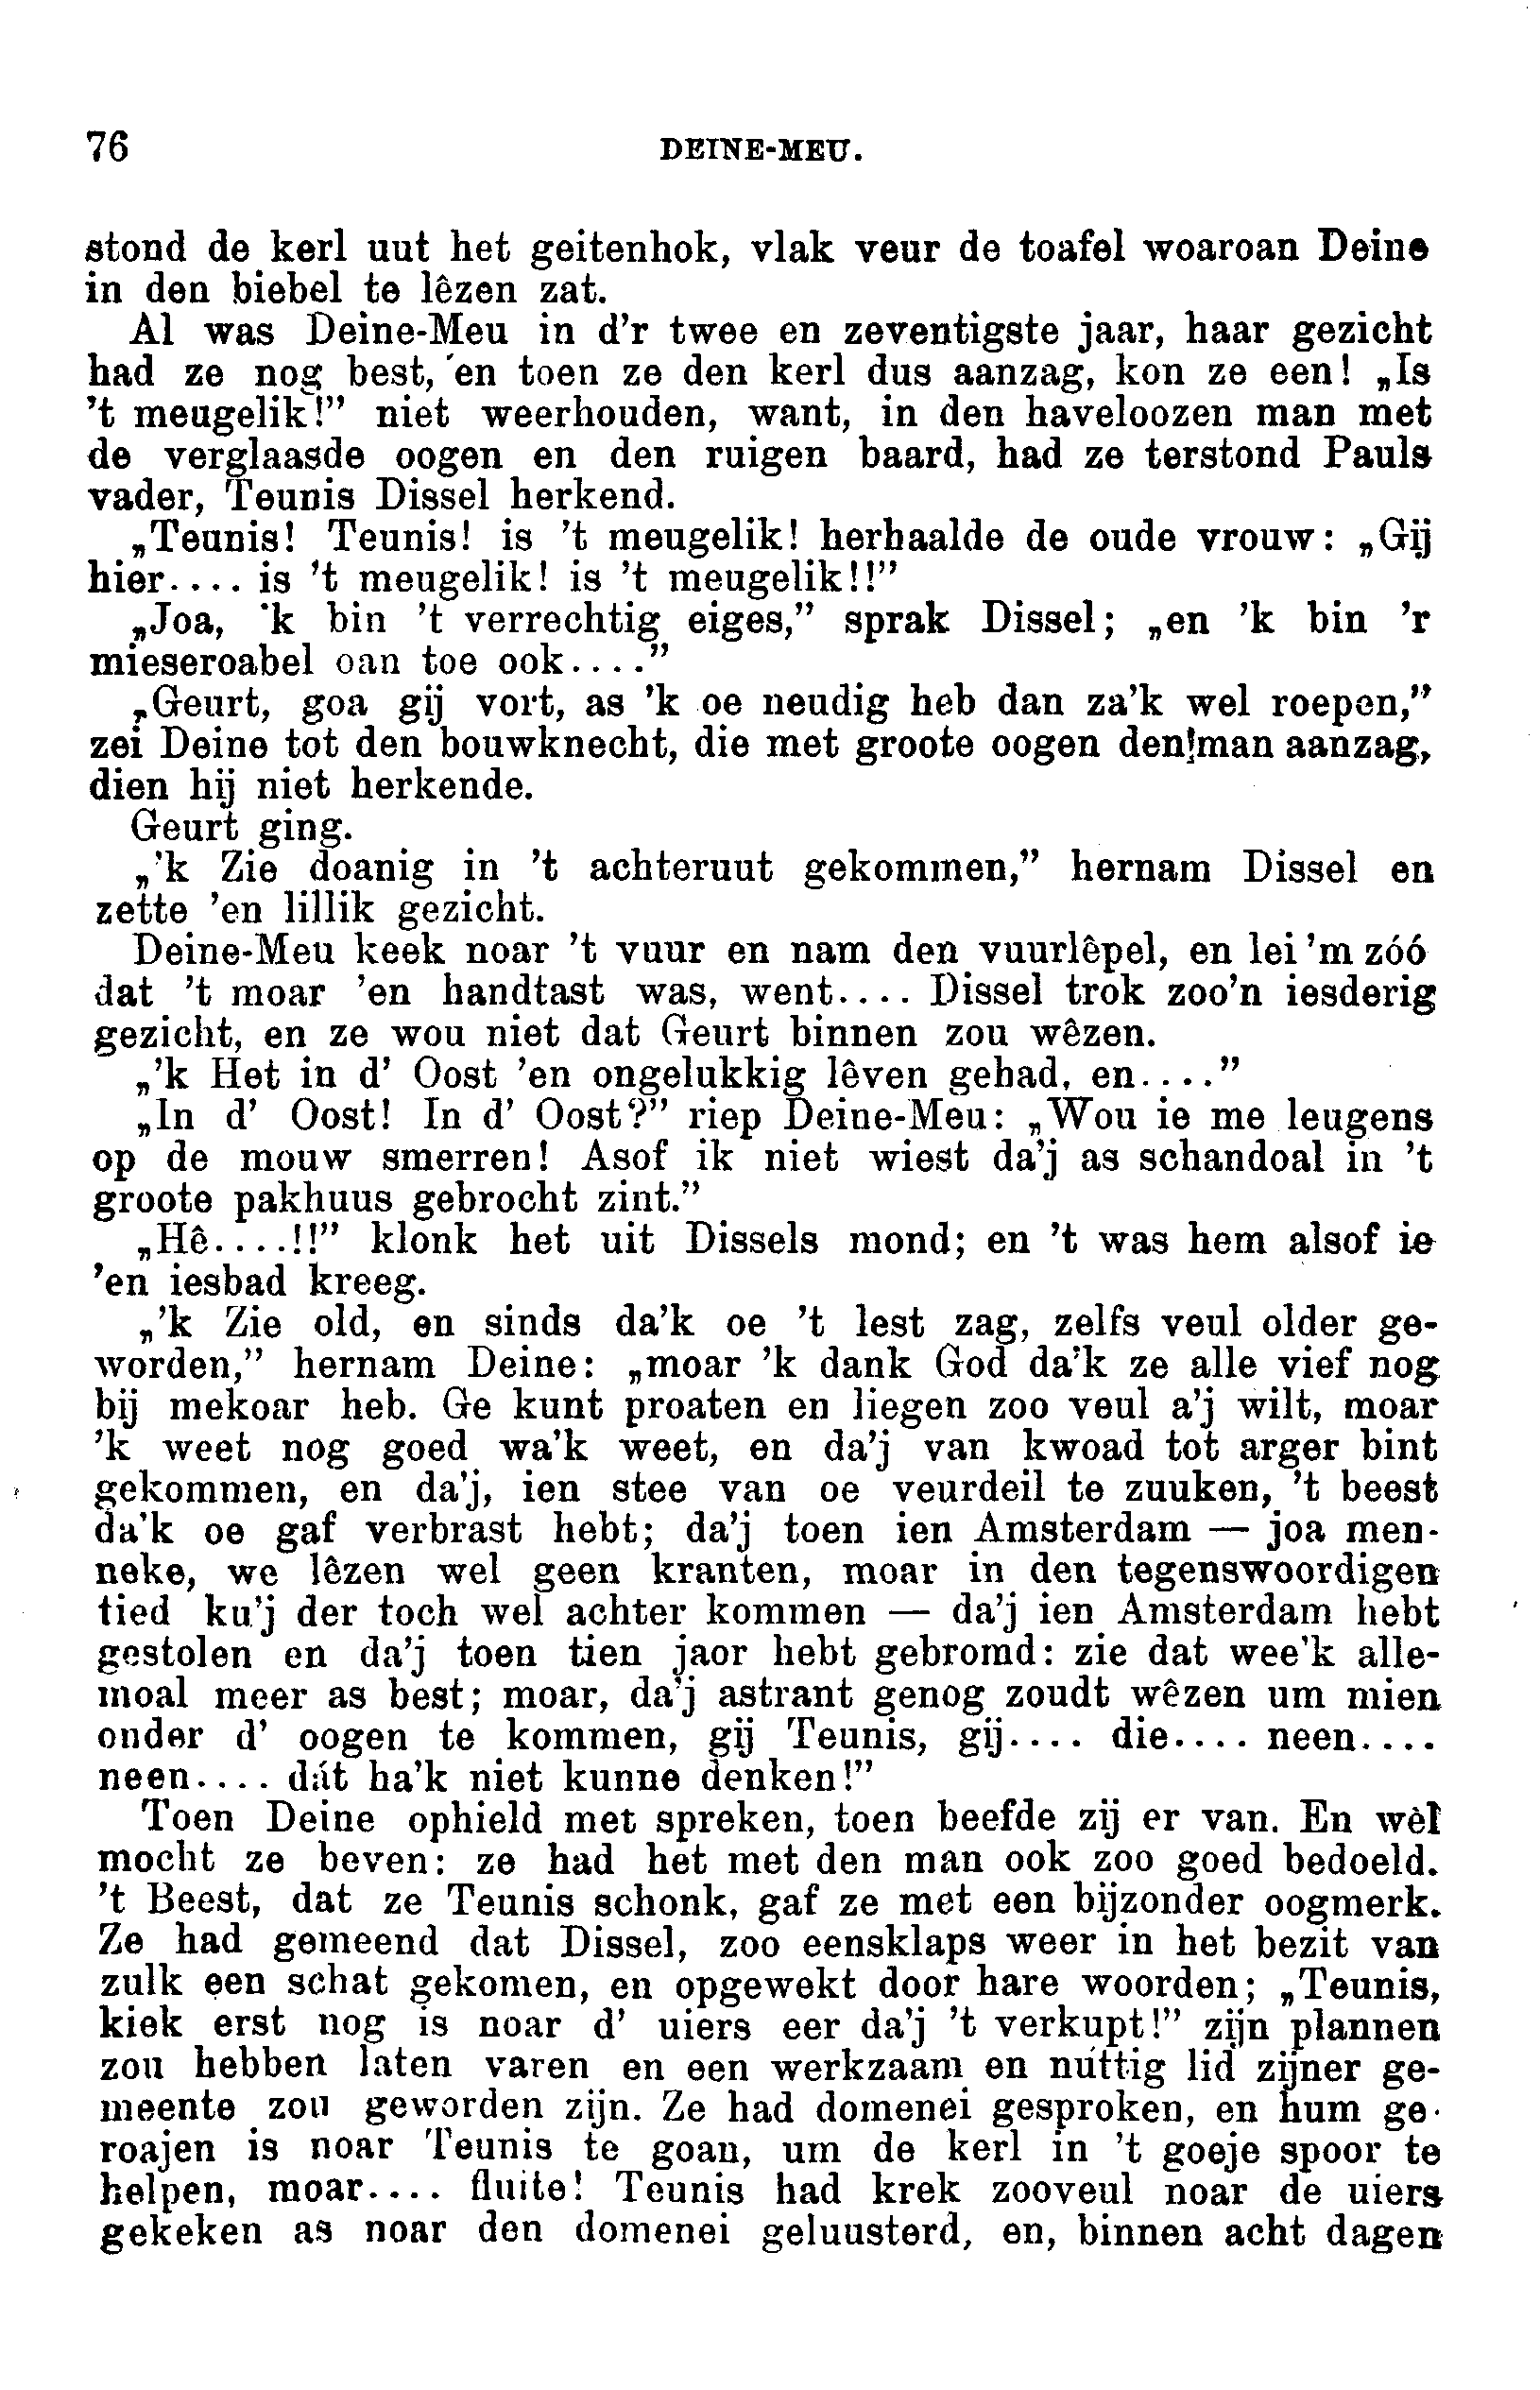 76 DEINE-MEU.
stond de kerl uut het geitenhok, vlak veur de toafel woaroan Deine
in den biebel te lêzen zat.
Al was Deine-Meu in d’r twee en zeventigste jaar, haar gezicht
had ze nog best, ’en toen ze den kerl dus aanzag, kon ze een! „Is
’t meugelik!” niet weerhouden, want, in den haveloozen man met
de verglaasde oogen en den ruigen baard, had ze terstond Pauls
vader, Teunis Dissel herkend.
„Teunis! Teunis! is ’t meugelik! herhaalde de oude vrouw: „Gij
hier.... is ’t meugelik! is ’t meugelik!!”
„Joa, ’k bin ’t verrechtig eiges,” sprak Dissel; „en ’k bin ’r
mieseroabel oan toe ook....”
„Geurt, goa gij vort, as ’k oe neudig heb dan za’k wel roepen,”
zei Deine tot den bouwknecht, die met groote oogen den man aanzag,
dien hij niet herkende.
Geurt ging.
„’k Zie doanig in ’t achteruut gekommen,” hernam Dissel en
zette ’en lillik gezicht.
Deine-Meu keek noar ’t vuur en nam den vuurlêpel, en lei ’m zóó
dat ’t moar ’en handtast was, went.... Dissel trok zoo’n iesderig
gezicht, en ze wou niet dat Geurt binnen zou wêzen.
„’k Het in d’ Oost ’en ongelukkig lêven gehad, en....”
„In d’ Oost! In d’ Oost?” riep Deine-Meu: „Wou ie me leugens
op de mouw smerren! Asof ik niet wiest da’j as schandoal in ’t
groote pakhuus gebrocht zint.”
„Hê....!!” klonk het uit Dissels mond; en ’t was hem alsof ie
’en iesbad kreeg.
„’k Zie old, en sinds da’k oe ’t lest zag, zelfs veul older ge-
worden,” hernam Deine: „moar ’k dank God da’k ze alle vief nog
bij mekoar heb. Ge kunt proaten en liegen zoo veul a’j wilt, moar
’k weet nog goed wa’k weet, en da’j van kwoad tot arger bint
gekommen, en da’j, ien stee van oe veurdeil te zuuken, ’t beest
da’k oe gaf verbrast hebt; da’j toen ien Amsterdam — joa men-
neke, we lêzen wel geen kranten, moar in den tegenswoordigen
tied ku’j der toch wel achter kommen — da’j ien Amsterdam hebt
gestolen en da’j toen tien jaor hebt gebromd: zie dat wee’k alle-
moal meer as best; moar, da’j astrant genog zoudt wêzen um mien
onder d’ oogen te kommen, gij Teunis, gij.... die.... neen....
neen.... dát ha’k niet kunne denken!”
Toen Deine ophield met spreken, toen beefde zij er van. En wèl
mocht ze beven: ze had het met den man ook zoo goed bedoeld.
’t Beest, dat ze Teunis schonk, gaf ze met een bijzonder oogmerk.
Ze had gemeend dat Dissel, zoo eensklaps weer in het bezit van
zulk een schat gekomen, en opgewekt door hare woorden; „Teunis,
kiek erst nog is noar d’ uiers eer da’j ’t verkupt!” zijn plannen
zou hebben laten varen en een werkzaam en nuttig lid zijner ge-
meente zou geworden zijn. Ze had domenei gesproken, en hum ge-
roajen is noar Teunis te goan, um de kerl in ’t goeje spoor te
helpen, moar.... fluite! Teunis had krek zooveul noar de uiers
gekeken as noar den domenei geluusterd, en, binnen acht dagen